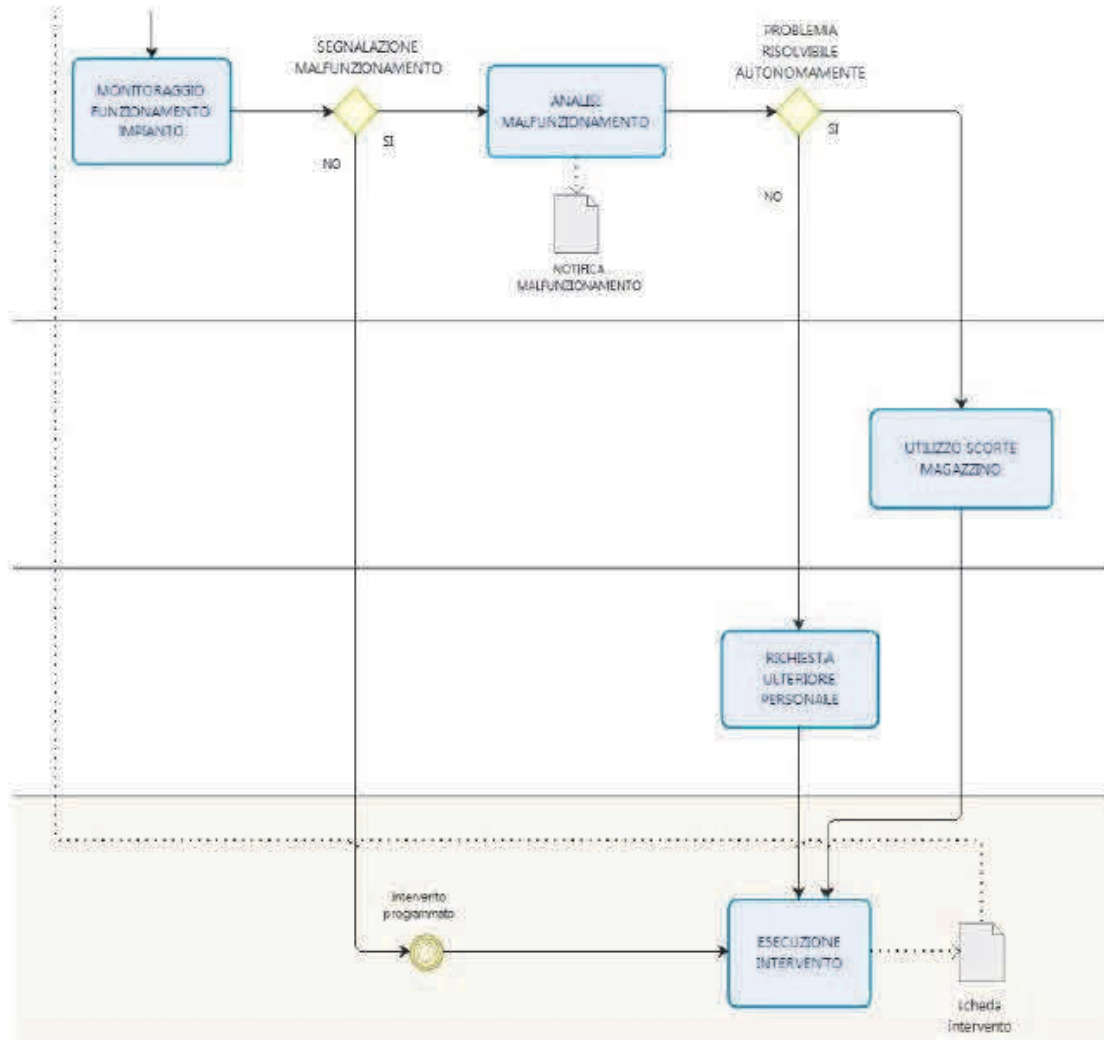 MONITORAGGIO
FUNZIONAMENTO
IMPIANTO
SEGNALAZIONE
MALFUNZIONAMENTO
SI
NO
ANALISI
MALFUNZIONAMENTO
NOTIFICA
MALFUNZIONAMENTO
PROBLEMA
RISOLVIBILE
AUTONOMAMENTE
SI
NO
UTILIZZO SCORTE
MAGAZZINO
RICHIESTA
ULTERIORE
PERSONALE
intervento
programmato
ESECUZIONE
INTERVENTO
scheda
intervento